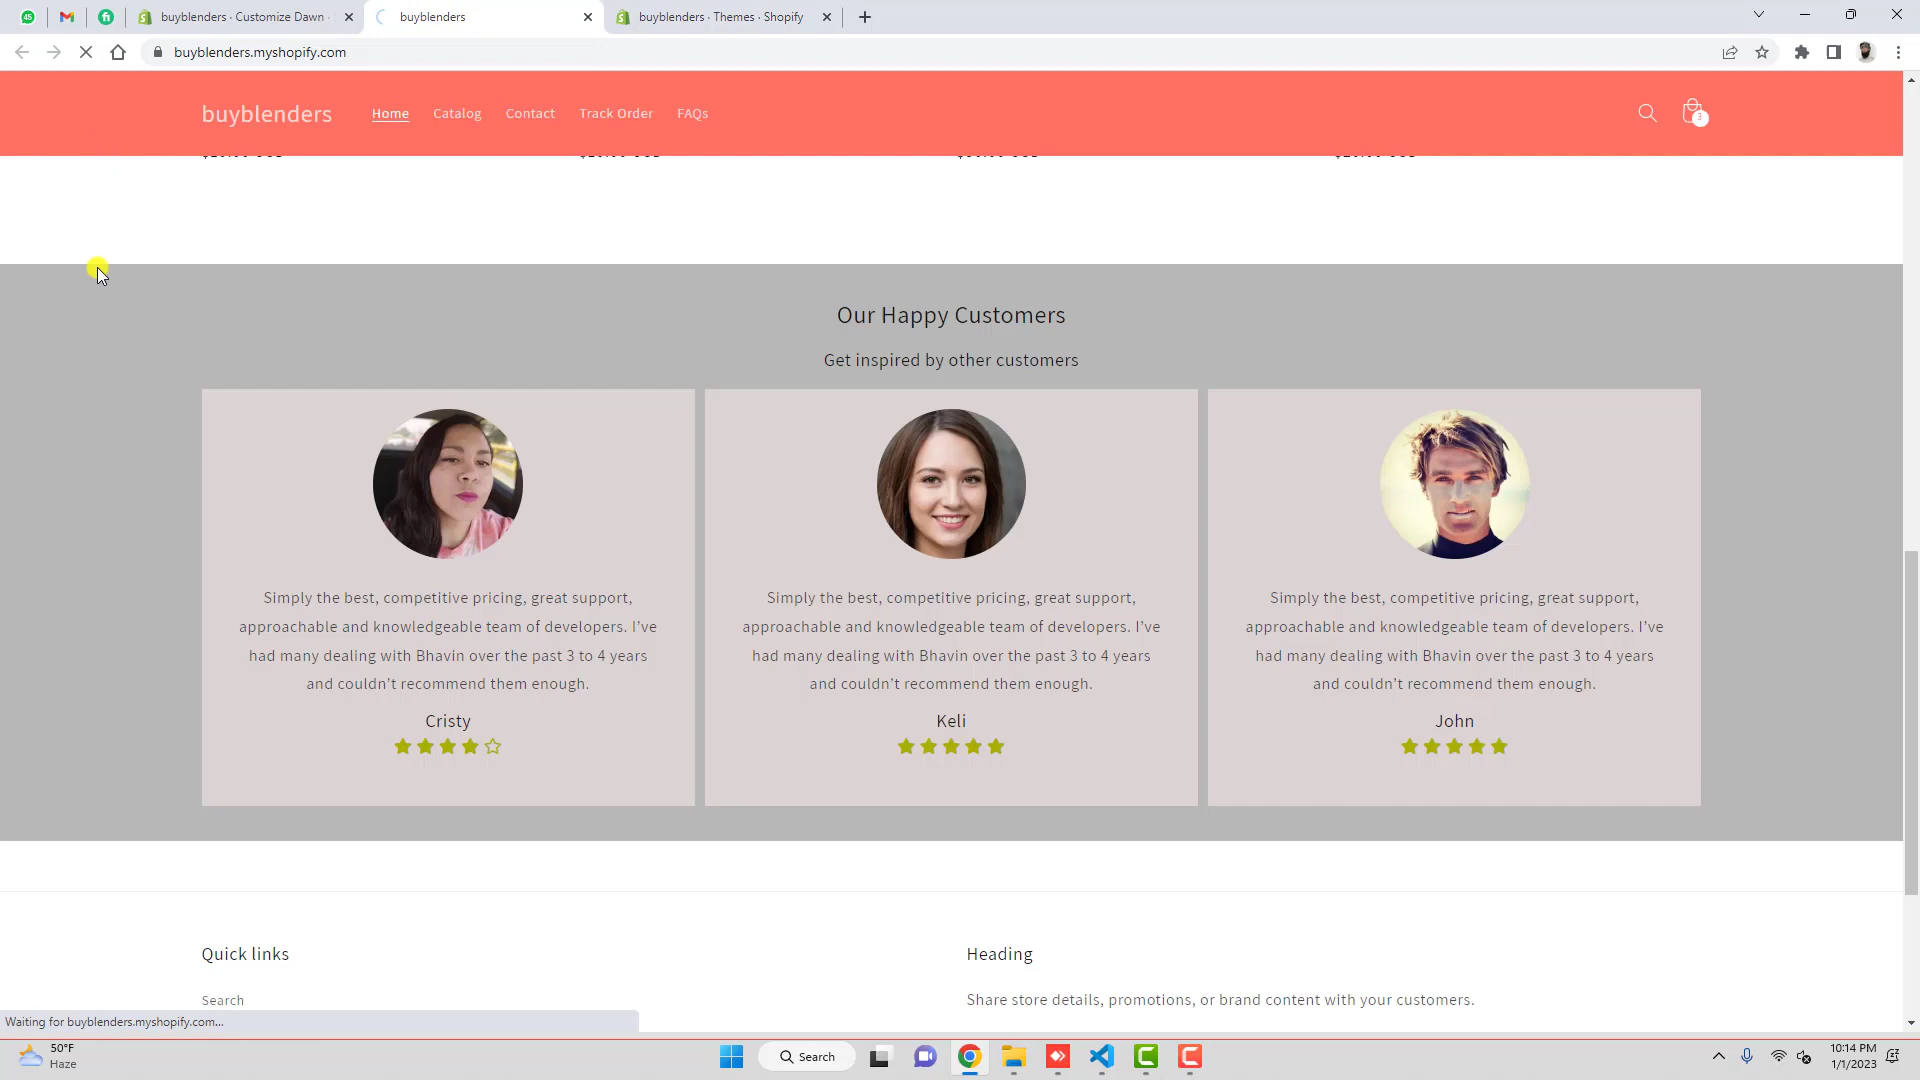 45
buyblenders · Customize Dawn ·
buyblenders
buyblenders · Themes · Shopify
buyblenders.myshopify.com
buyblenders
Home
Catalog
Contact
Track Order
FAQs
3
Our Happy Customers
Get inspired by other customers
Simply the best, competitive pricing, great support,
approachable and knowledgeable team of developers. I’ve
had many dealing with Bhavin over the past 3 to 4 years
and couldn’t recommend them enough.
Cristy
Simply the best, competitive pricing, great support,
approachable and knowledgeable team of developers. I’ve
had many dealing with Bhavin over the past 3 to 4 years
and couldn’t recommend them enough.
Keli
Simply the best, competitive pricing, great support,
approachable and knowledgeable team of developers. I’ve
had many dealing with Bhavin over the past 3 to 4 years
and couldn’t recommend them enough.
John
Quick links
Search
Heading
Share store details, promotions, or brand content with your customers.
Waiting for buyblenders.myshopify.com...
50°F
Haze
Search
10:14 PM
1/1/2023